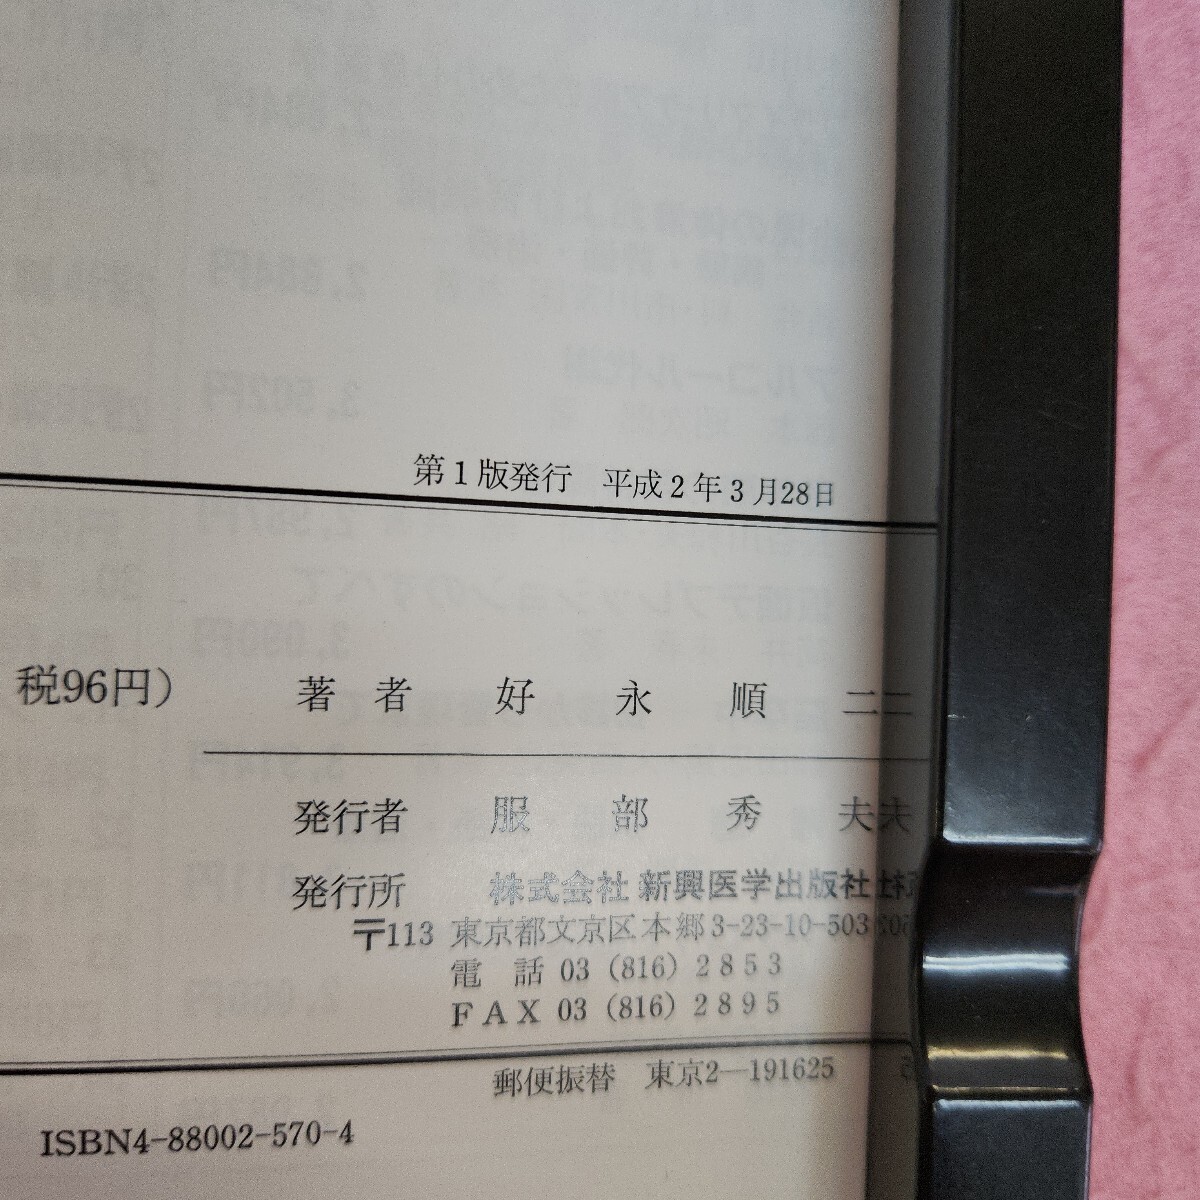 第1版発行 平成2年3月28日
税96円)
著者 好永順二
発行者 服部秀夫
発行所 株式会社 新興医学出版社
〒113 東京都文京区本郷3-23-10-503
電話 03 (816) 2853
FAX 03 (816) 2895
郵便振替 東京2―191625
ISBN4-88002-570-4